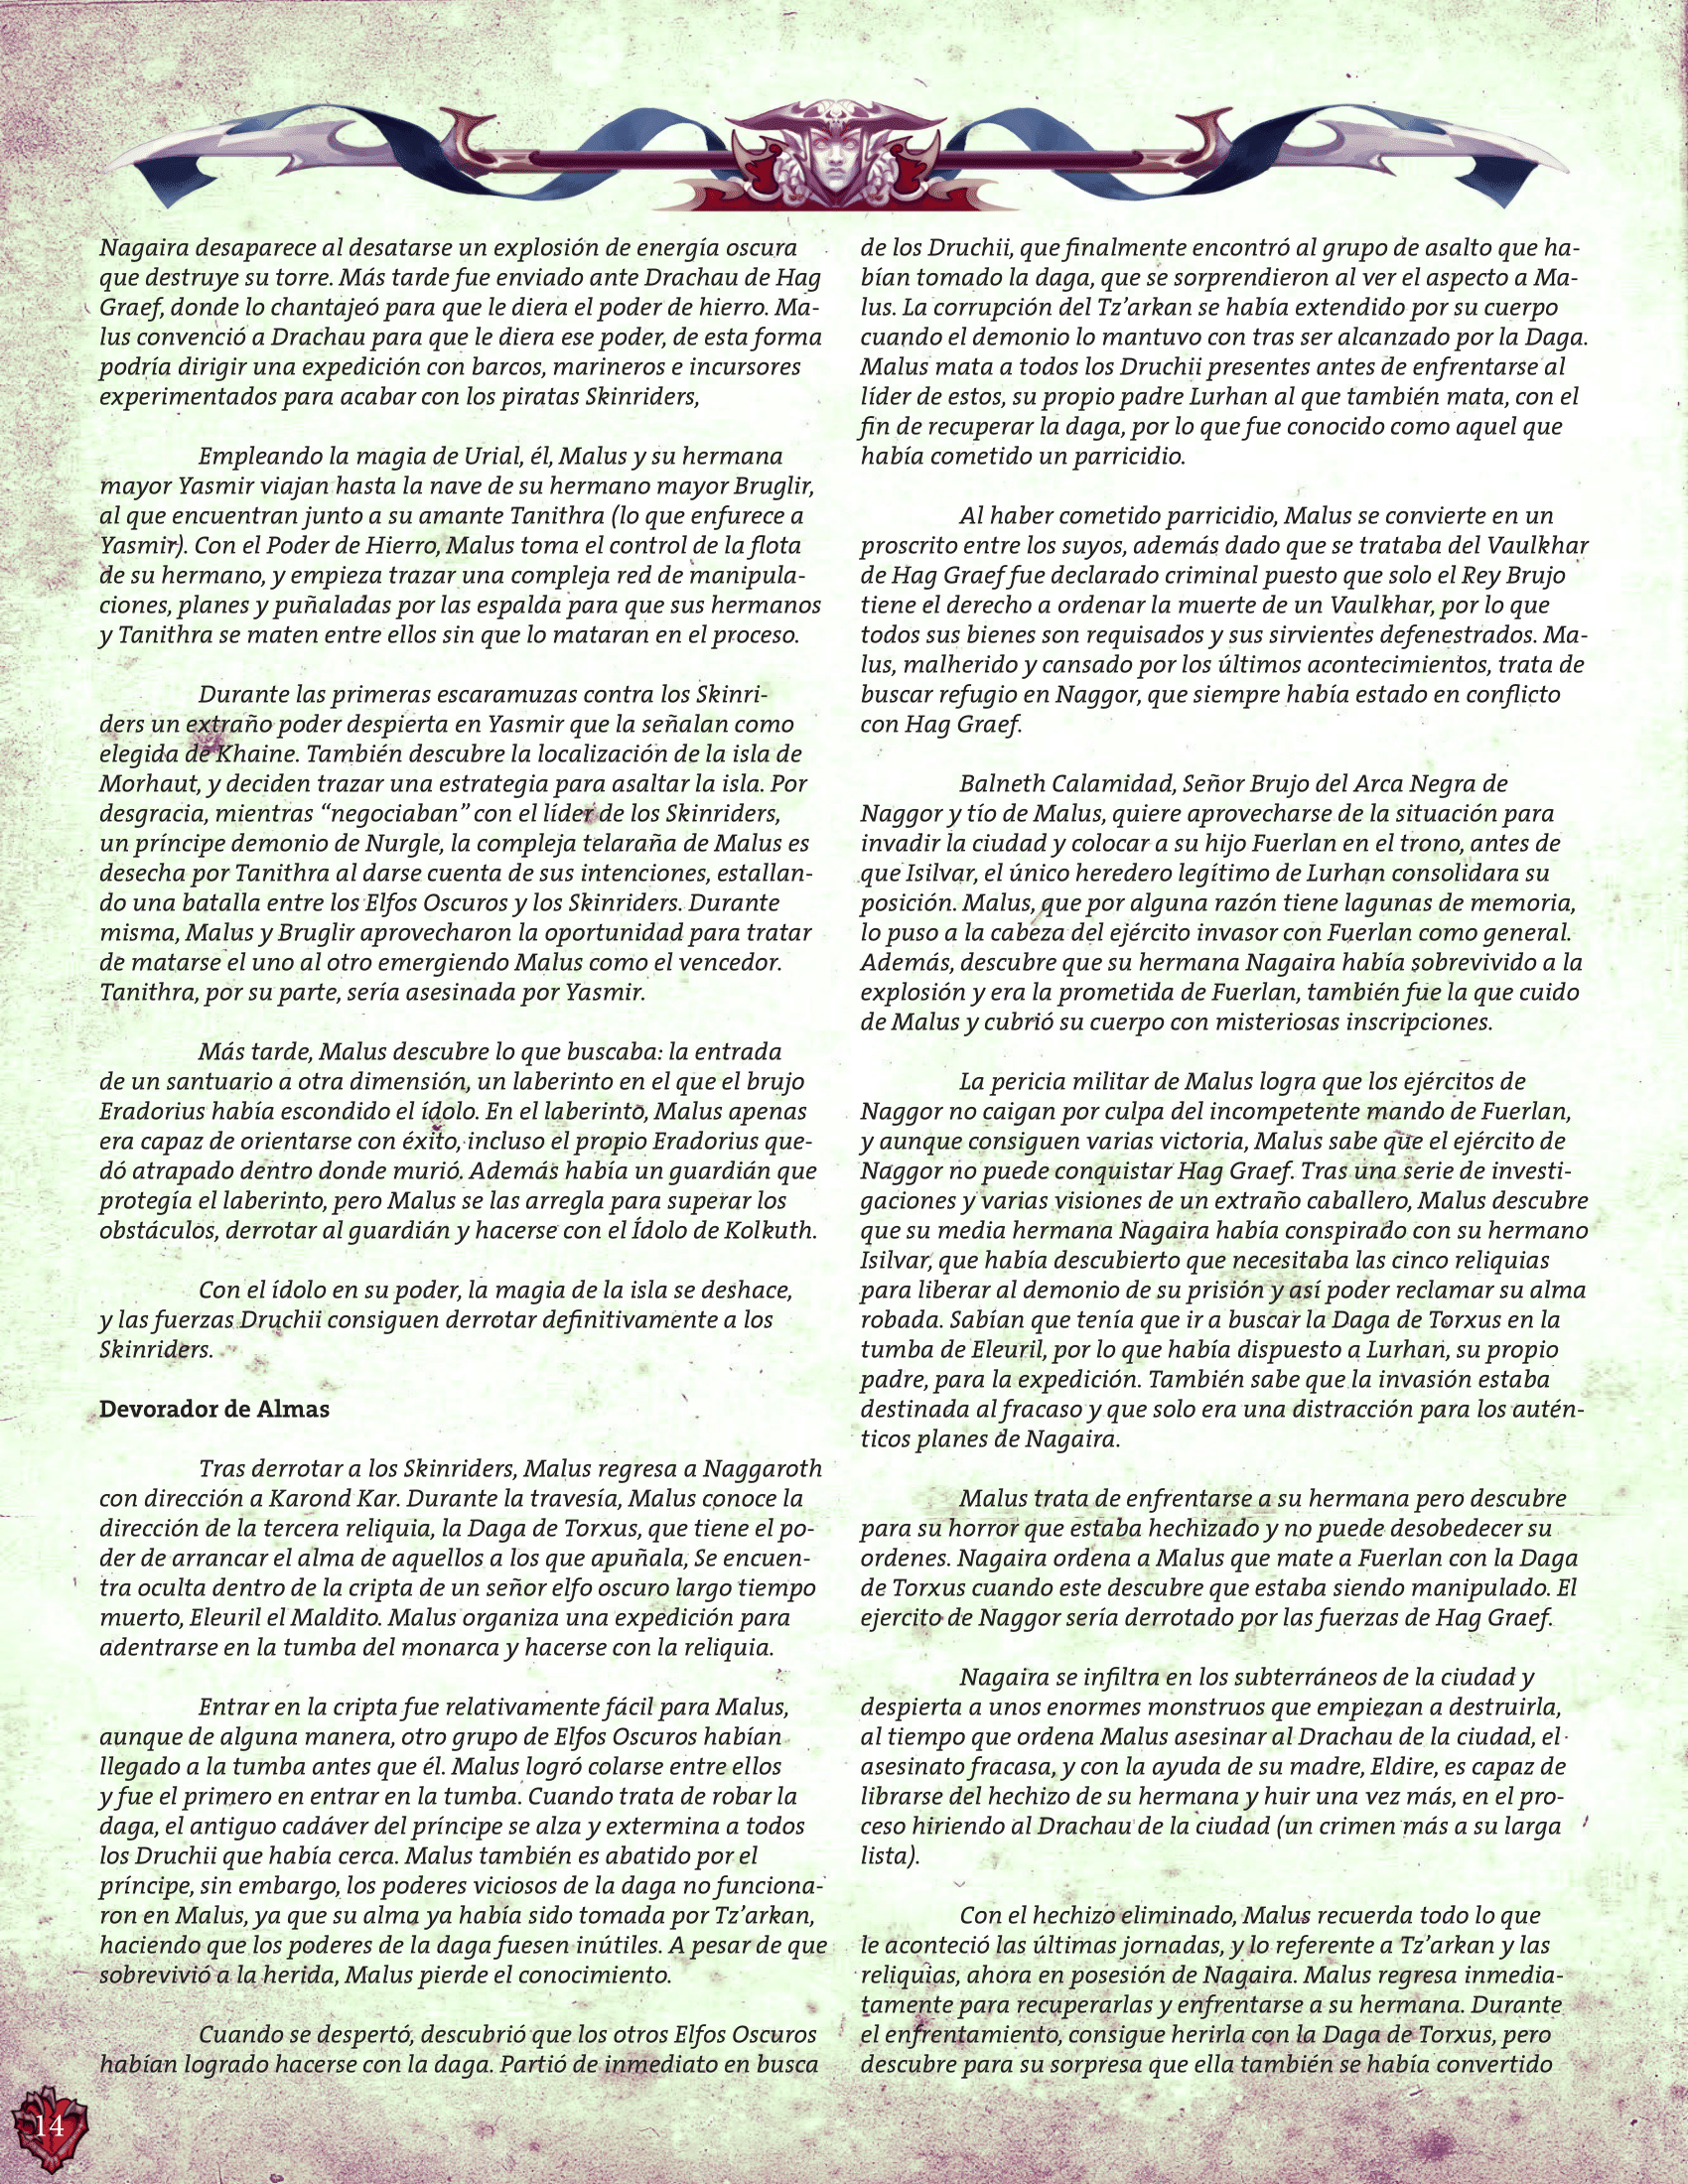 Nagaira desaparece al desatarse un explosión de energía oscura
que destruye su torre. Más tarde fue enviado ante Drachau de Hag
Graef, donde lo chantajeó para que le diera el poder de hierro. Ma-
lus convenció a Drachau para que le diera ese poder, de esta forma
podría dirigir una expedición con barcos, marineros e incursores
experimentados para acabar con los piratas Skinriders,
Empleando la magia de Urial, él, Malus y su hermana
mayor Yasmir viajan hasta la nave de su hermano mayor Bruglir,
al que encuentran junto a su amante Tanithra (lo que enfurece a
Yasmir). Con el Poder de Hierro, Malus toma el control de la flota
de su hermano, y empieza trazar una compleja red de manipula-
ciones, planes y puñaladas por las espalda para que sus hermanos
y Tanithra se maten entre ellos sin que lo mataran en el proceso.
Durante las primeras escaramuzas contra los Skinri-
ders un extraño poder despierta en Yasmir que la señalan como
elegida de Khaine. También descubre la localización de la isla de
Morhaut, y deciden trazar una estrategia para asaltar la isla. Por
desgracia, mientras “negociaban” con el líder de los Skinriders,
un príncipe demonio de Nurgle, la compleja telaraña de Malus es
desecha por Tanithra al darse cuenta de sus intenciones, estallan-
do una batalla entre los Elfos Oscuros y los Skinriders. Durante
misma, Malus y Bruglir aprovecharon la oportunidad para tratar
de matarse el uno al otro emergiendo Malus como el vencedor.
Tanithra, por su parte, sería asesinada por Yasmir.
Más tarde, Malus descubre lo que buscaba: la entrada
de un santuario a otra dimensión, un laberinto en el que el brujo
Eradorius había escondido el ídolo. En el laberinto, Malus apenas
era capaz de orientarse con éxito, incluso el propio Eradorius que-
dó atrapado dentro donde murió. Además había un guardián que
protegía el laberinto, pero Malus se las arregla para superar los
obstáculos, derrotar al guardián y hacerse con el Ídolo de Kolkuth.
Con el ídolo en su poder, la magia de la isla se deshace,
y las fuerzas Druchii consiguen derrotar definitivamente a los
Skinriders.
Devorador de Almas
Tras derrotar a los Skinriders, Malus regresa a Naggaroth
con dirección a Karond Kar. Durante la travesía, Malus conoce la
dirección de la tercera reliquia, la Daga de Torxus, que tiene el po-
der de arrancar el alma de aquellos a los que apuñala, Se encuen-
tra oculta dentro de la cripta de un señor elfo oscuro largo tiempo
muerto, Eleuril el Maldito. Malus organiza una expedición para
adentrarse en la tumba del monarca y hacerse con la reliquia.
Entrar en la cripta fue relativamente fácil para Malus,
aunque de alguna manera, otro grupo de Elfos Oscuros habían
llegado a la tumba antes que él. Malus logró colarse entre ellos
y fue el primero en entrar en la tumba. Cuando trata de robar la
daga, el antiguo cadáver del príncipe se alza y extermina a todos
los Druchii que había cerca. Malus también es abatido por el
príncipe, sin embargo, los poderes viciosos de la daga no funciona-
ron en Malus, ya que su alma ya había sido tomada por Tz’arkan,
haciendo que los poderes de la daga fuesen inútiles. A pesar de que
sobrevivió a la herida, Malus pierde el conocimiento.
Cuando se despertó, descubrió que los otros Elfos Oscuros
habían logrado hacerse con la daga. Partió de inmediato en busca
de los Druchii, que finalmente encontró al grupo de asalto que ha-
bían tomado la daga, que se sorprendieron al ver el aspecto a Ma-
lus. La corrupción del Tz’arkan se había extendido por su cuerpo
cuando el demonio lo mantuvo con tras ser alcanzado por la Daga.
Malus mata a todos los Druchii presentes antes de enfrentarse al
líder de estos, su propio padre Lurhan al que también mata, con el
fin de recuperar la daga, por lo que fue conocido como aquel que
había cometido un parricidio.
Al haber cometido parricidio, Malus se convierte en un
proscrito entre los suyos, además dado que se trataba del Vaulkhar
de Hag Graef fue declarado criminal puesto que solo el Rey Brujo
tiene el derecho a ordenar la muerte de un Vaulkhar, por lo que
todos sus bienes son requisados y sus sirvientes defenestrados. Ma-
lus, malherido y cansado por los últimos acontecimientos, trata de
buscar refugio en Naggor, que siempre había estado en conflicto
con Hag Graef.
Balneth Calamidad, Señor Brujo del Arca Negra de
Naggor y tío de Malus, quiere aprovecharse de la situación para
invadir la ciudad y colocar a su hijo Fuerlan en el trono, antes de
que Isilvar, el único heredero legítimo de Lurhan consolidara su
posición. Malus, que por alguna razón tiene lagunas de memoria,
lo puso a la cabeza del ejército invasor con Fuerlan como general.
Además, descubre que su hermana Nagaira había sobrevivido a la
explosión y era la prometida de Fuerlan, también fue la que cuido
de Malus y cubrió su cuerpo con misteriosas inscripciones.
La pericia militar de Malus logra que los ejércitos de
Naggor no caigan por culpa del incompetente mando de Fuerlan,
y aunque consiguen varias victoria, Malus sabe que el ejército de
Naggor no puede conquistar Hag Graef. Tras una serie de investi-
gaciones y varias visiones de un extraño caballero, Malus descubre
que su media hermana Nagaira había conspirado con su hermano
Isilvar, que había descubierto que necesitaba las cinco reliquias
para liberar al demonio de su prisión y así poder reclamar su alma
robada. Sabían que tenía que ir a buscar la Daga de Torxus en la
tumba de Eleuril, por lo que había dispuesto a Lurhan, su propio
padre, para la expedición. También sabe que la invasión estaba
destinada al fracaso y que solo era una distracción para los autén-
ticos planes de Nagaira.
Malus trata de enfrentarse a su hermana pero descubre
para su horror que estaba hechizado y no puede desobedecer su
ordenes. Nagaira ordena a Malus que mate a Fuerlan con la Daga
de Torxus cuando este descubre que estaba siendo manipulado. El
ejercito de Naggor sería derrotado por las fuerzas de Hag Graef.
Nagaira se infiltra en los subterráneos de la ciudad y
despierta a unos enormes monstruos que empiezan a destruirla,
al tiempo que ordena Malus asesinar al Drachau de la ciudad, el
asesinato fracasa, y con la ayuda de su madre, Eldire, es capaz de
librarse del hechizo de su hermana y huir una vez más, en el pro-
ceso hiriendo al Drachau de la ciudad (un crimen más a su larga
lista).
Con el hechizo eliminado, Malus recuerda todo lo que
le aconteció las últimas jornadas, y lo referente a Tz’arkan y las
reliquias, ahora en posesión de Nagaira. Malus regresa inmedia-
tamente para recuperarlas y enfrentarse a su hermana. Durante
el enfrentamiento, consigue herirla con la Daga de Torxus, pero
descubre para su sorpresa que ella también se había convertido
14